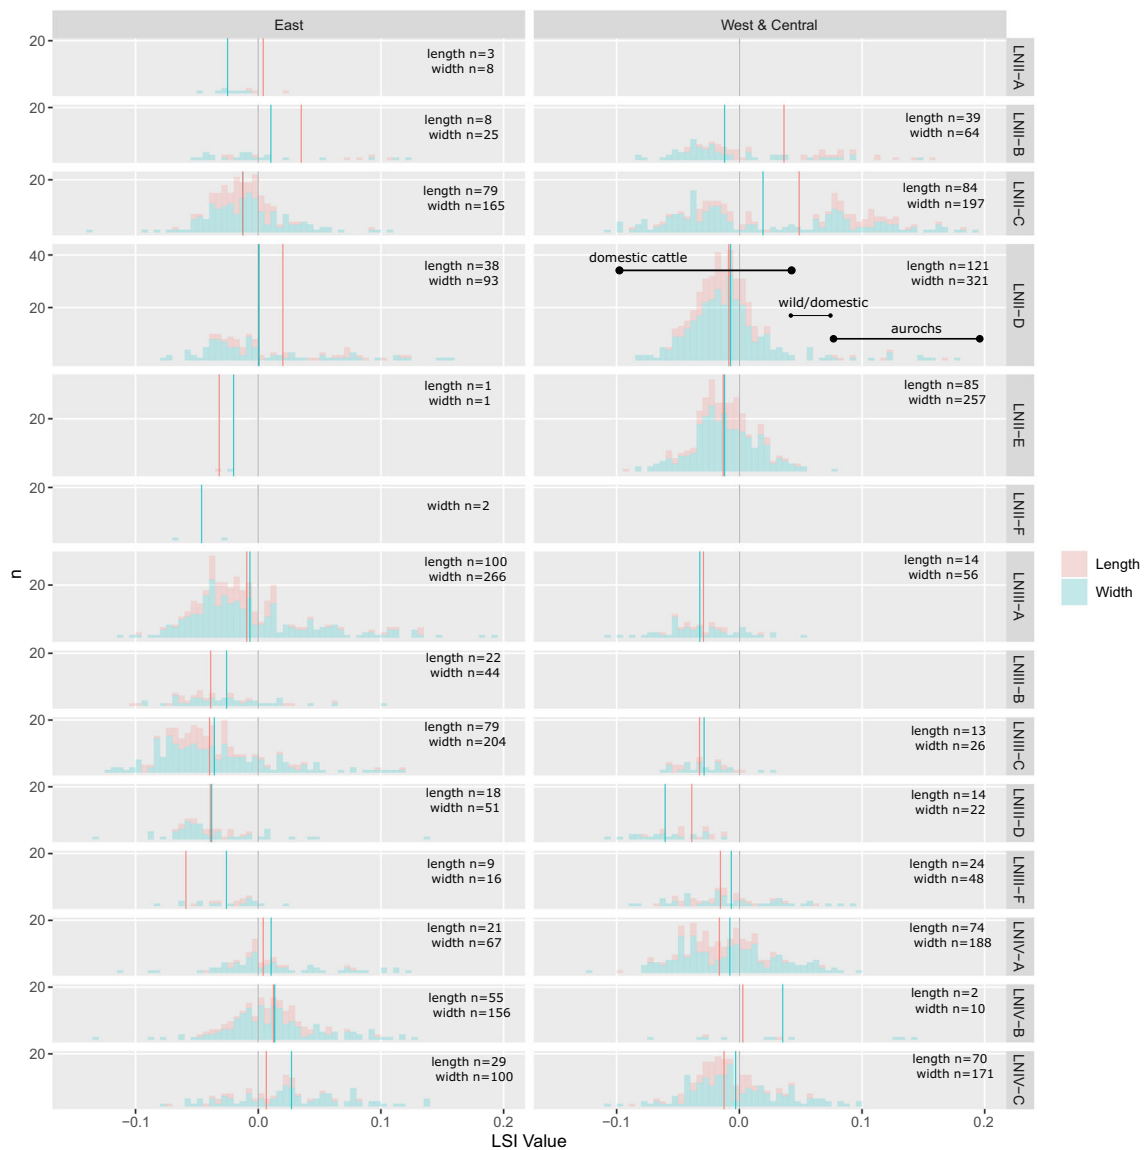 East
West & Central
20
length n=3
width n=8
LNII−A
20
length n=8
width n=25
length n=39
width n=64
LNII−B
20
length n=79
width n=165
length n=84
width n=197
LNII−C
40
20
length n=38
width n=93
domestic cattle
wild/domestic
aurochs
length n=121
width n=321
LNII−D
20
length n=1
width n=1
length n=85
width n=257
LNII−E
20
width n=2
LNII−F
20
length n=100
width n=266
length n=14
width n=56
LNIII−A
20
length n=22
width n=44
LNIII−B
20
length n=79
width n=204
length n=13
width n=26
LNIII−C
20
length n=18
width n=51
length n=14
width n=22
LNIII−D
20
length n=9
width n=16
length n=24
width n=48
LNIII−F
20
length n=21
width n=67
length n=74
width n=188
LNIV−A
20
length n=55
width n=156
length n=2
width n=10
LNIV−B
20
length n=29
width n=100
length n=70
width n=171
LNIV−C
−0.1 0.0 0.1 0.2
−0.1 0.0 0.1 0.2
LSI Value
n
Length
Width